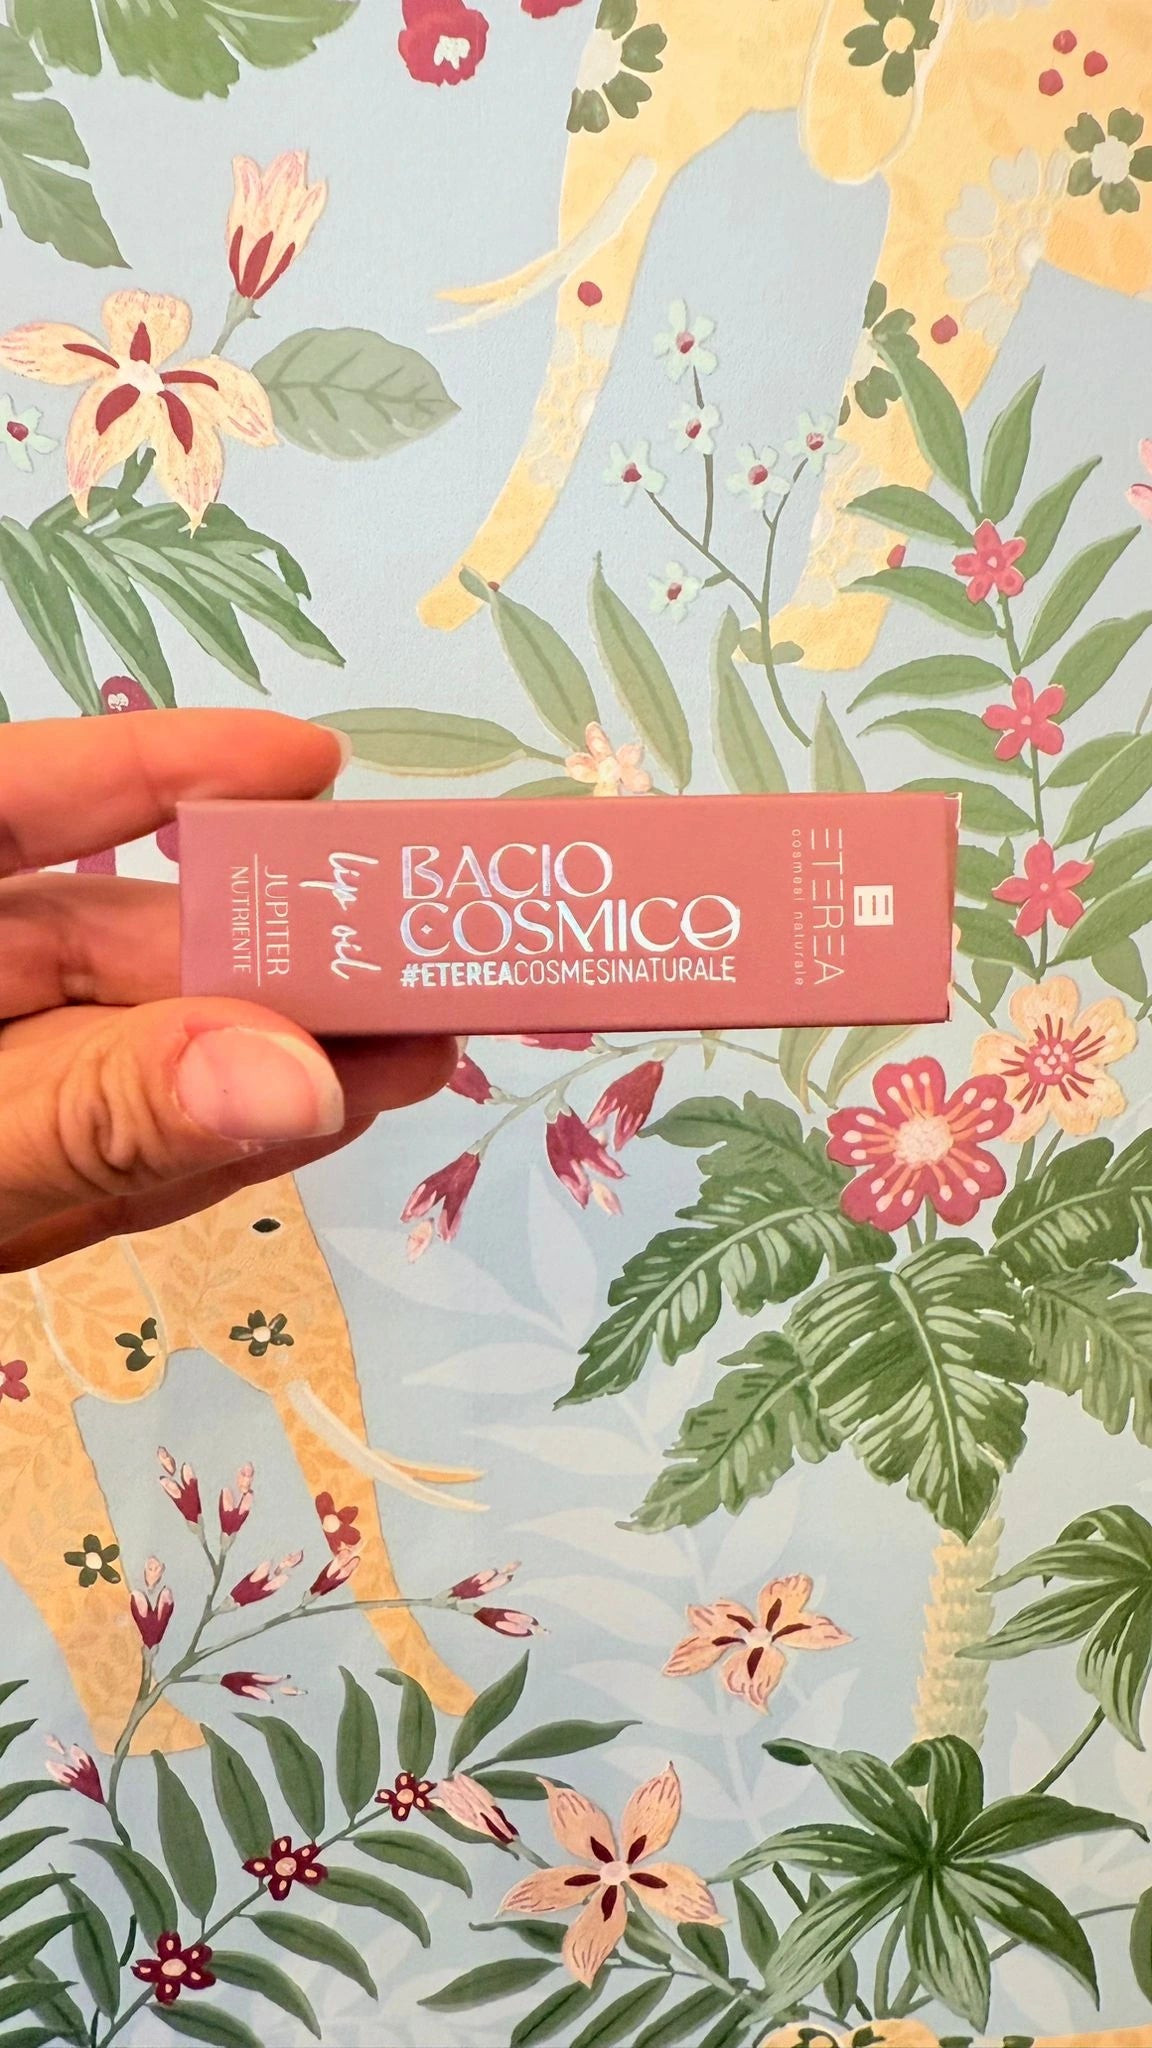 BACIO
COSMICO
#ETEREACOSMESINATURALE
lip oil
JUPITER
NUTRIENTE
ETEREA
cosmesi naturale